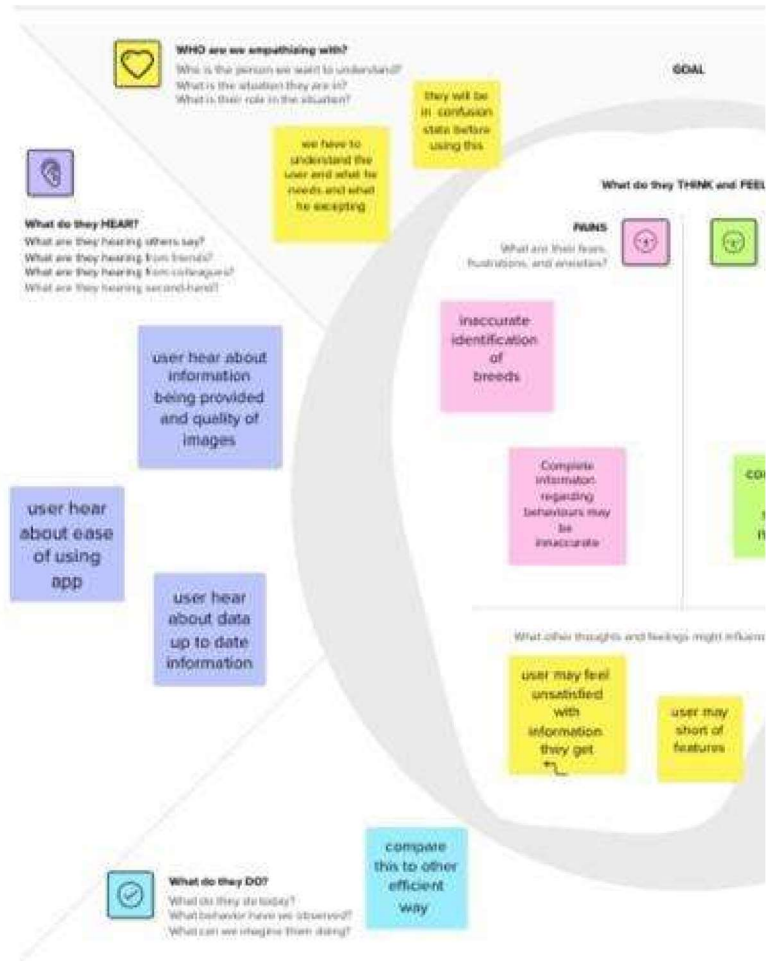 WHO are we empathizing with?
Who is the person we want to understand?
What is the situation they are in?
What is their role in the situation?
GOAL
they will be
in confusion
state before
using this
we have to
understand the
user and what he
needs and what
he excepting
What do they HEAR?
What are they hearing others say?
What are they hearing from friends?
What are they hearing from colleagues?
What are they hearing second-hand?
What do they THINK and FEEL
PAINS
What are their fears,
frustrations, and anxieties?
inaccurate
identification
of
breeds
user hear about
information
being provided
and quality of
images
Complete
informaton
regarding
behaviours may
be
innaccurate
user hear
about ease
of using
app
user hear
about data
up to date
information
What other thoughts and feelings might
user may feel
unsatisfied
with
information
they get
user may
short of
features
What do they DO?
What do they do today?
What behavior have we observed?
What can we imagine them doing?
compare
this to other
efficient
way